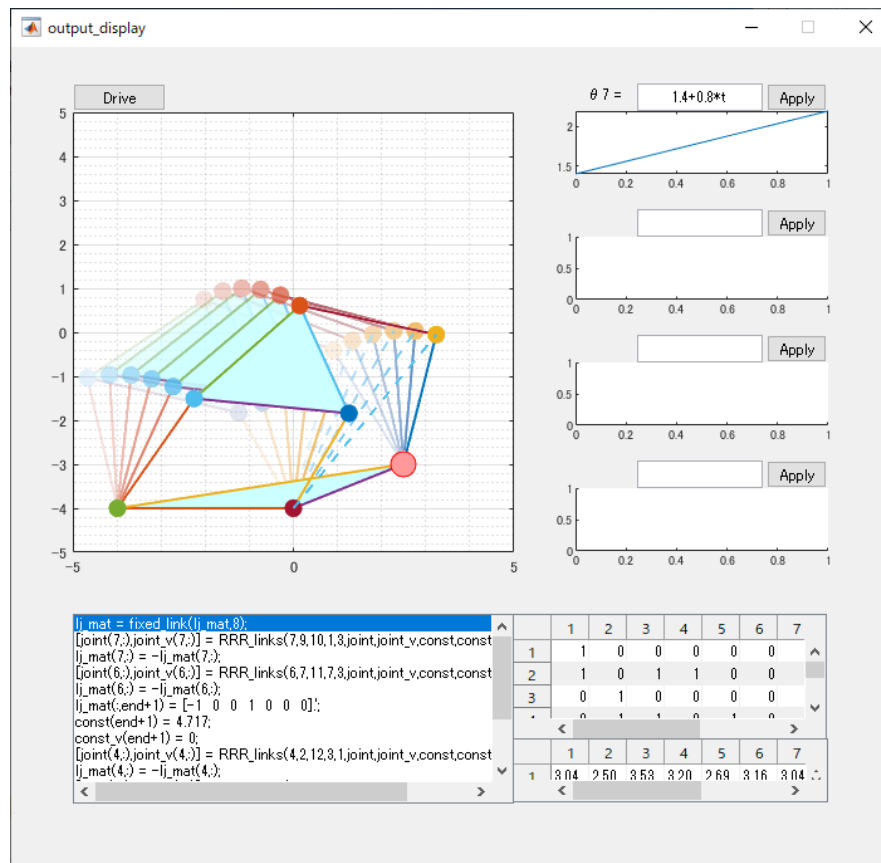 output_display
Drive
θ 7 =
1.4+0.8*t
Apply
5
4
3
2
1
0
-1
-2
-3
-4
-5
-5 0 5
2
1.5
0 0.2 0.4 0.6 0.8 1
Apply
1
0.5
0
0 0.2 0.4 0.6 0.8 1
Apply
1
0.5
0
0 0.2 0.4 0.6 0.8 1
Apply
1
0.5
0
0 0.2 0.4 0.6 0.8 1
lj_mat = fixed_link(lj_mat,8);
[joint(7,:),joint_v(7,:)] = RRR_links(7,9,10,1,3,joint,joint_v,const,const
lj_mat(7,:) = -lj_mat(7,:);
[joint(6,:),joint_v(6,:)] = RRR_links(6,7,11,7,3,joint,joint_v,const,const
lj_mat(6,:) = -lj_mat(6,:);
lj_mat(:,end+1) = [-1 0 0 1 0 0 0].';
const(end+1) = 4.717;
const_v(end+1) = 0;
[joint(4,:),joint_v(4,:)] = RRR_links(4,2,12,3,1,joint,joint_v,const,const
lj_mat(4,:) = -lj_mat(4,:);
1 2 3 4 5 6 7
1 1 0 0 0 0 0
2 1 0 1 1 0 0
3 0 1 0 0 0 0
1 2 3 4 5 6 7
1 3.04 2.50 3.53 3.20 2.69 3.16 3.04